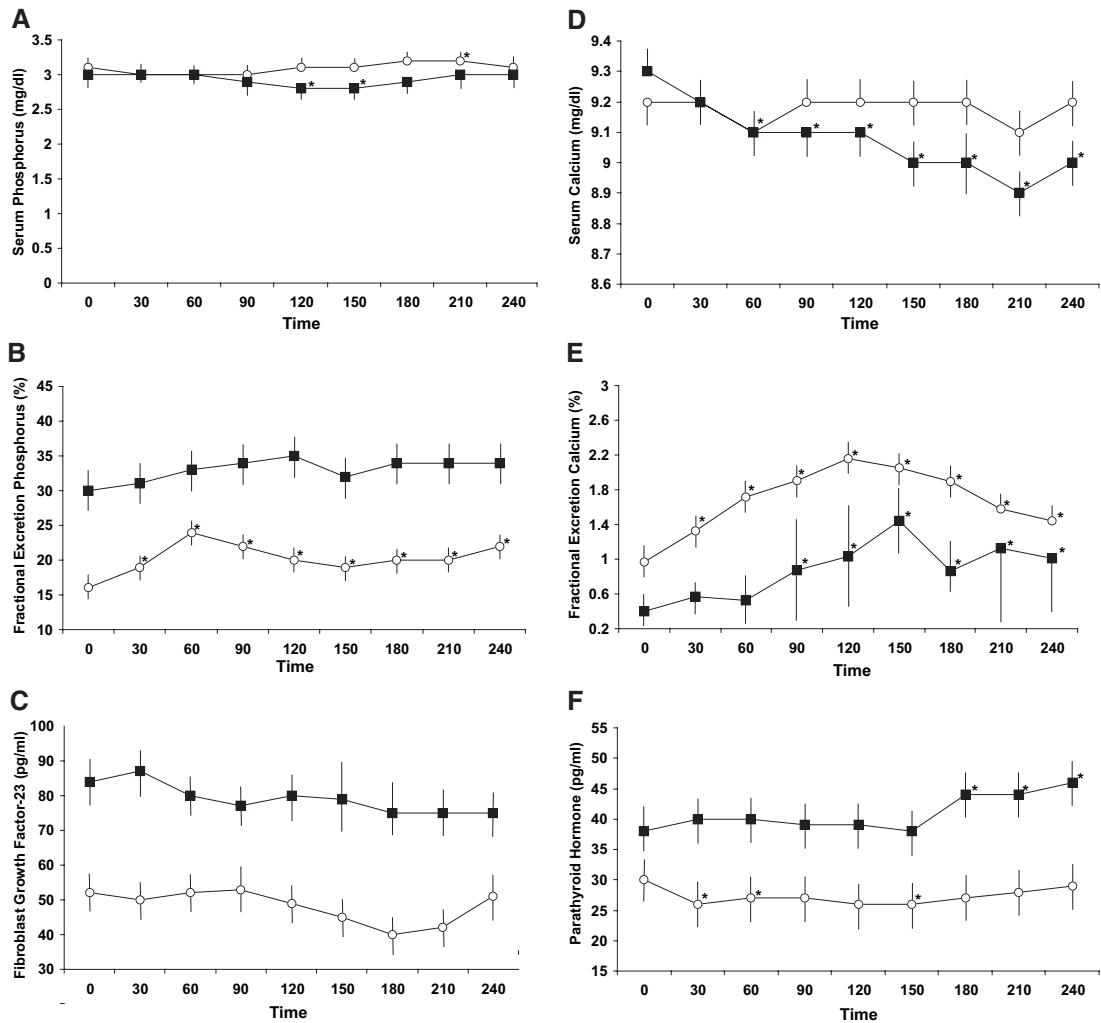 A
Serum Phosphorus (mg/dl)
3.5
3
2.5
2
1.5
1
0.5
0
0 30 60 90 120 150 180 210 240
Time
* * *
B
Fractional Excretion Phosphorus (%)
45
40
35
30
25
20
15
10
0 30 60 90 120 150 180 210 240
Time
* * * * * * * *
C
Fibroblast Growth Factor-23 (pg/ml)
100
90
80
70
60
50
40
30
0 30 60 90 120 150 180 210 240
Time
D
Serum Calcium (mg/dl)
9.4
9.3
9.2
9.1
9
8.9
8.8
8.7
8.6
0 30 60 90 120 150 180 210 240
Time
* * * * * * *
E
Fractional Excretion Calcium (%)
3
2.6
2.2
1.8
1.4
1
0.6
0.2
0 30 60 90 120 150 180 210 240
Time
* * * * * * * *
* * * * * *
F
Parathyroid Hormone (pg/ml)
55
50
45
40
35
30
25
20
15
0 30 60 90 120 150 180 210 240
Time
* * *
* * *